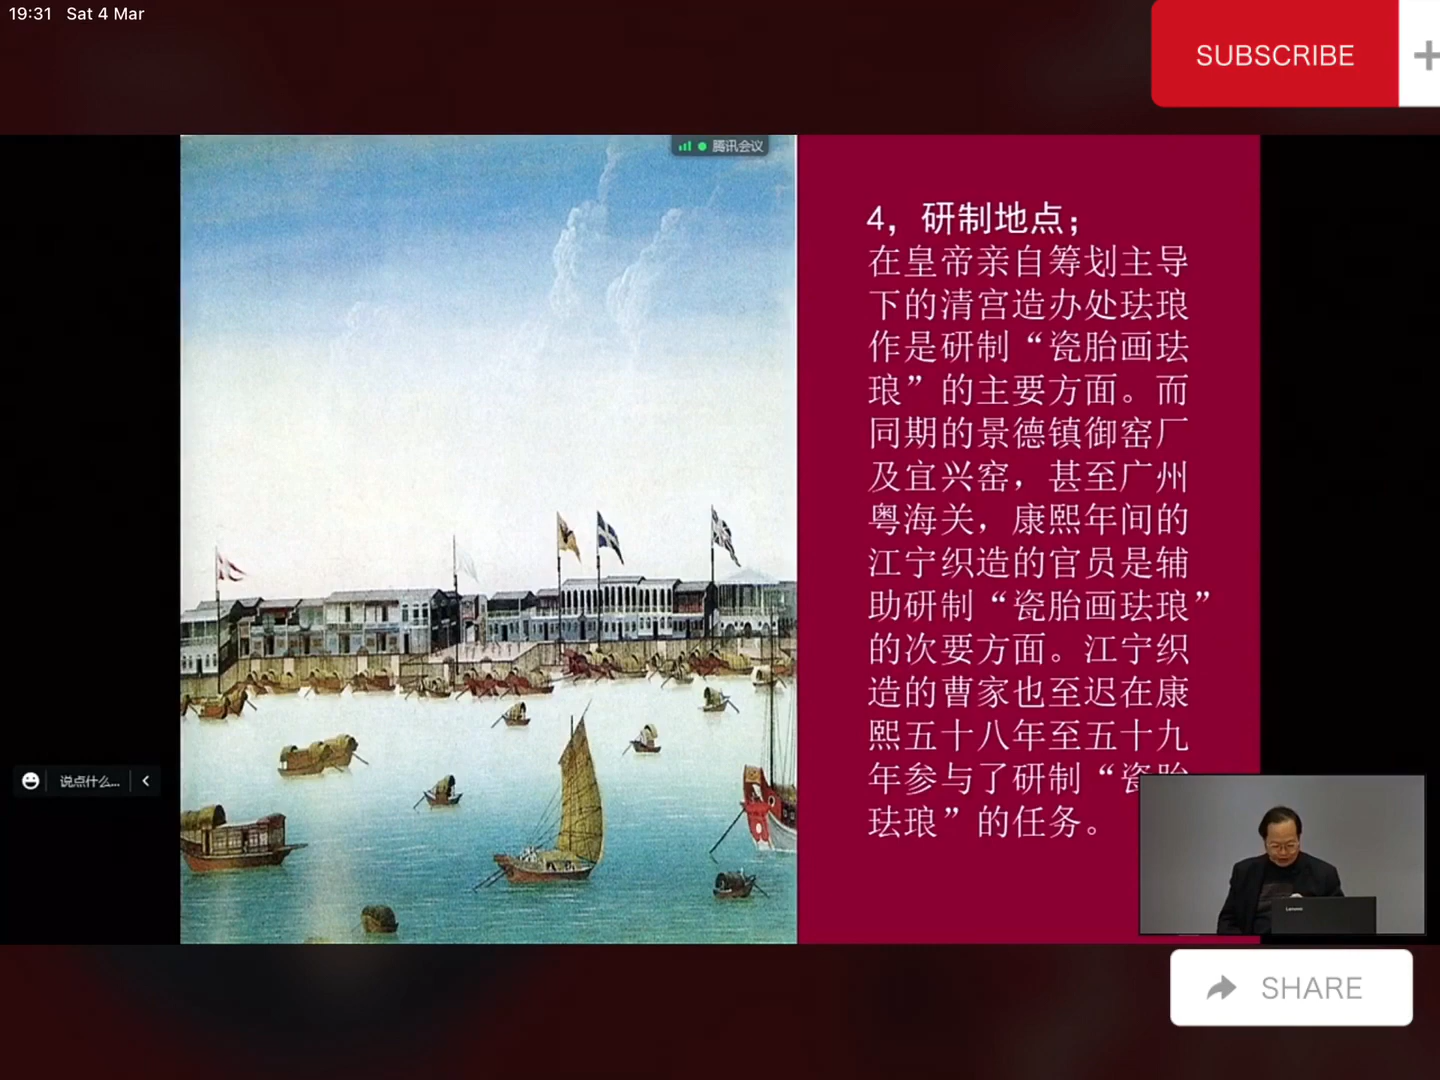 19:31 Sat 4 Mar
SUBSCRIBE
腾讯会议
4，研制地点；
在皇帝亲自筹划主导
下的清宫造办处珐琅
作是研制“瓷胎画珐
琅”的主要方面。而
同期的景德镇御窑厂
及宜兴窑，甚至广州
粤海关，康熙年间的
江宁织造的官员是辅
助研制“瓷胎画珐琅”
的次要方面。江宁织
造的曹家也至迟在康
熙五十八年至五十九
年参与了研制“瓷胎
珐琅”的任务。
说点什么...
Lenovo
SHARE